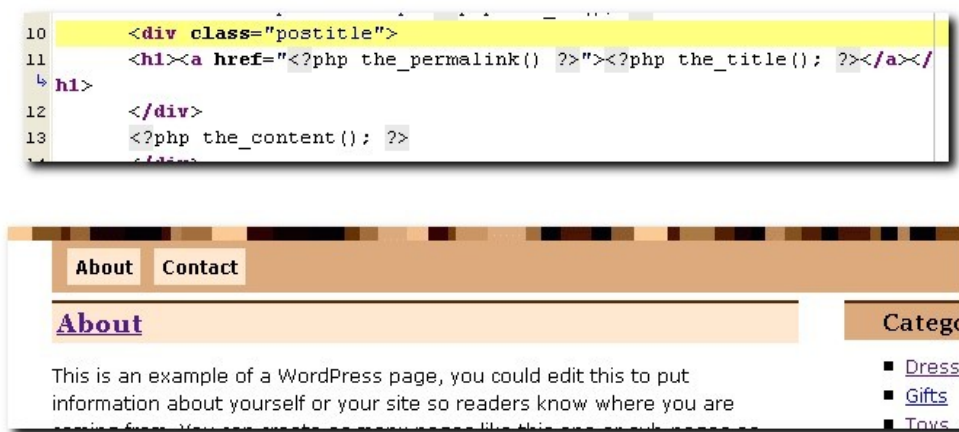 10 <div class="postitle">
11 <h1><a href="<?php the_permalink() ?>"><?php the_title(); ?></a></
h1>
12 </div>
13 <?php the_content(); ?>
About Contact
About
Catego
This is an example of a WordPress page, you could edit this to put
information about yourself or your site so readers know where you are
Dress
Gifts
Toys